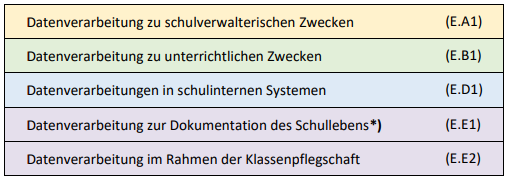 Datenverarbeitung zu schulverwalterischen Zwecken (E.A1)
Datenverarbeitung zu unterrichtlichen Zwecken (E.B1)
Datenverarbeitungen in schulinternen Systemen (E.D1)
Datenverarbeitung zur Dokumentation des Schullebens*) (E.E1)
Datenverarbeitung im Rahmen der Klassenpflegschaft (E.E2)